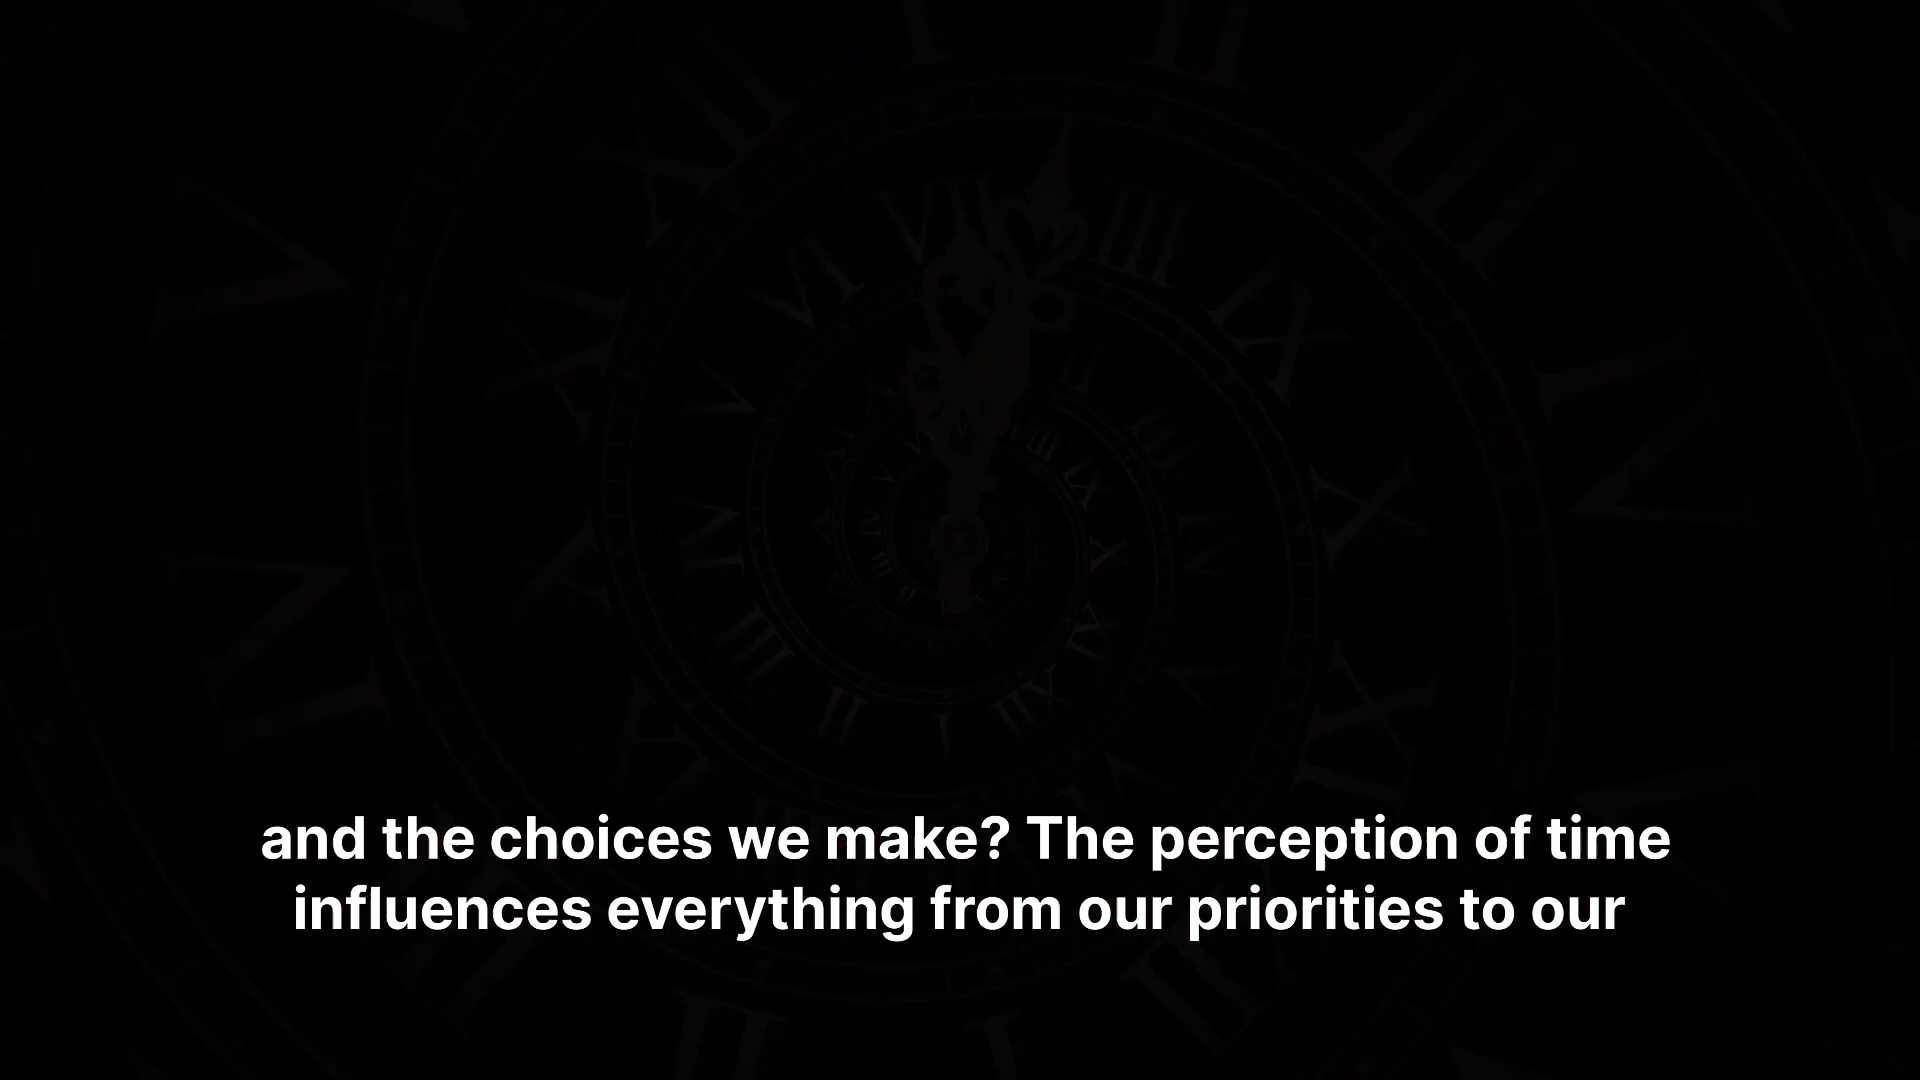 and the choices we make? The perception of time
influences everything from our priorities to our